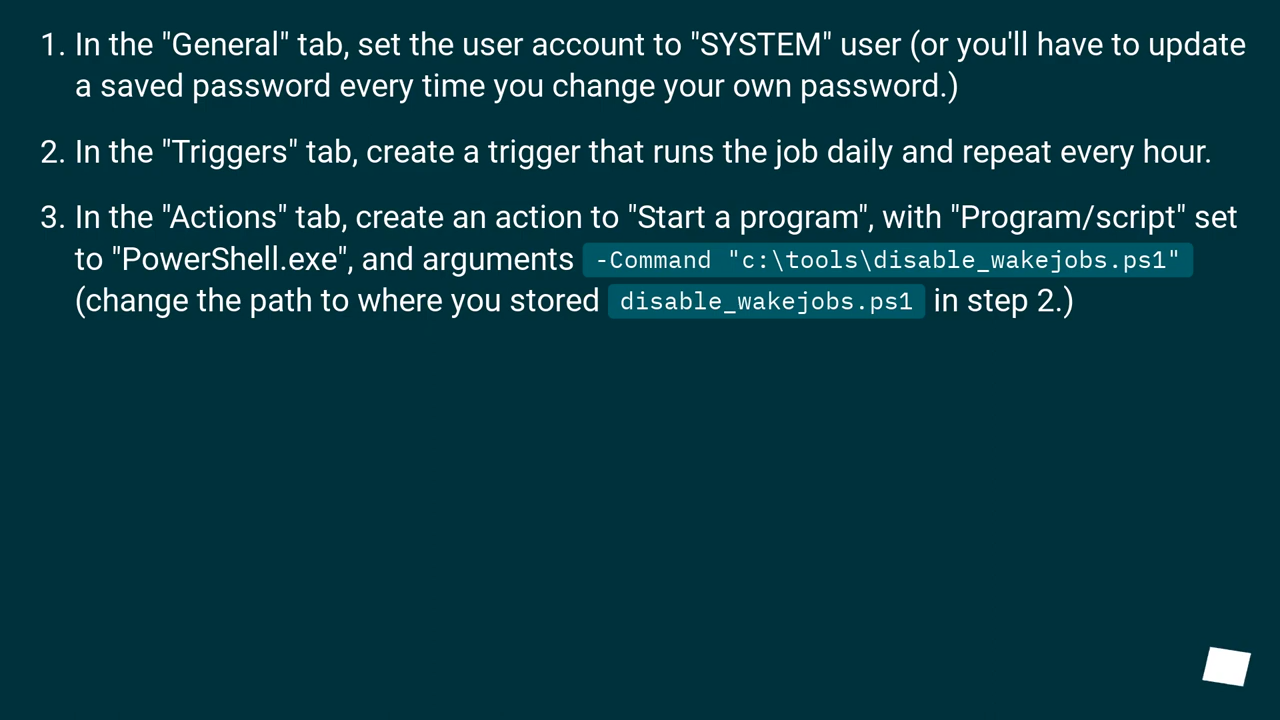 1. In the "General" tab, set the user account to "SYSTEM" user (or you'll have to update
a saved password every time you change your own password.)
2. In the "Triggers" tab, create a trigger that runs the job daily and repeat every hour.
3. In the "Actions" tab, create an action to "Start a program", with "Program/script" set
to "PowerShell.exe", and arguments -Command "c:\tools\disable_wakejobs.ps1"
(change the path to where you stored disable_wakejobs.ps1 in step 2.)